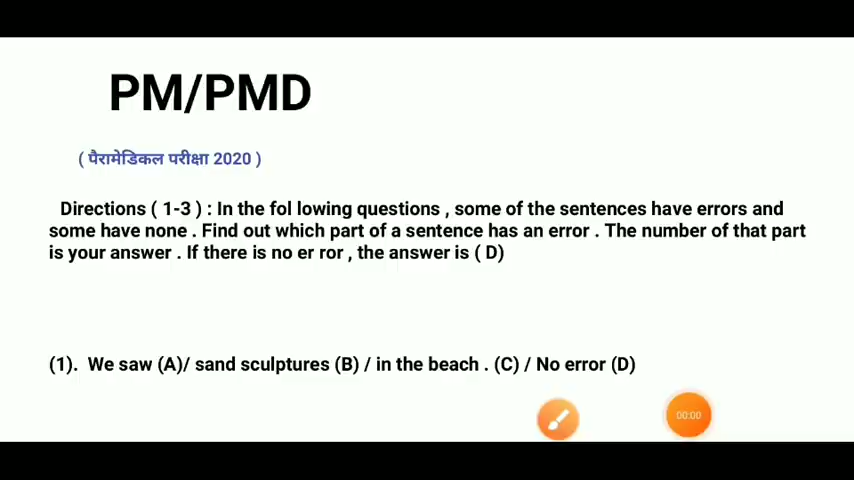 PM/PMD
( पैरामेडिकल परीक्षा 2020 )
Directions ( 1-3 ) : In the fol lowing questions , some of the sentences have errors and
some have none . Find out which part of a sentence has an error . The number of that part
is your answer . If there is no er ror , the answer is ( D)
(1). We saw (A)/ sand sculptures (B) / in the beach . (C) / No error (D)
00:00